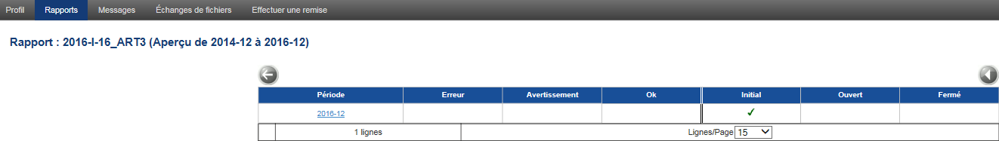 Profil Rapports Messages Échanges de fichiers Effectuer une remise
Rapport : 2016-I-16_ART3 (Aperçu de 2014-12 à 2016-12)
Période Erreur Avertissement Ok Initial Ouvert Fermé
2016-12 ✓
1 lignes Lignes/Page 15